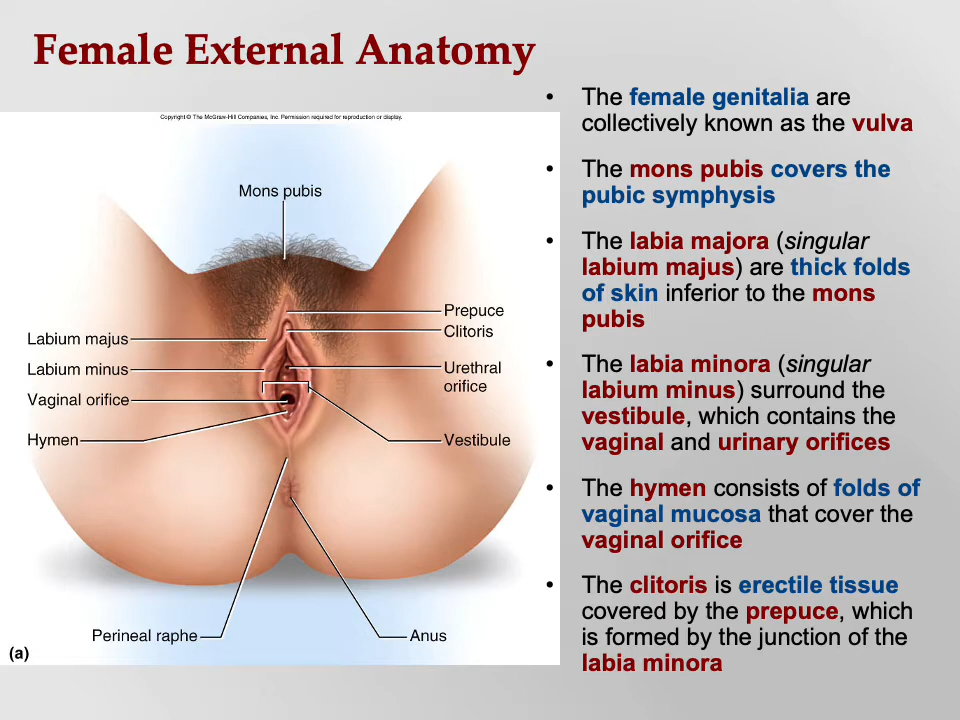 Female External Anatomy
Copyright © The McGraw-Hill Companies, Inc. Permission required for reproduction or display.
Mons pubis
Prepuce
Clitoris
Labium majus
Urethral
orifice
Labium minus
Vaginal orifice
Hymen
Vestibule
Perineal raphe
Anus
(a)
• The female genitalia are
collectively known as the vulva
• The mons pubis covers the
pubic symphysis
• The labia majora (singular
labium majus) are thick folds
of skin inferior to the mons
pubis
• The labia minora (singular
labium minus) surround the
vestibule, which contains the
vaginal and urinary orifices
• The hymen consists of folds of
vaginal mucosa that cover the
vaginal orifice
• The clitoris is erectile tissue
covered by the prepuce, which
is formed by the junction of the
labia minora